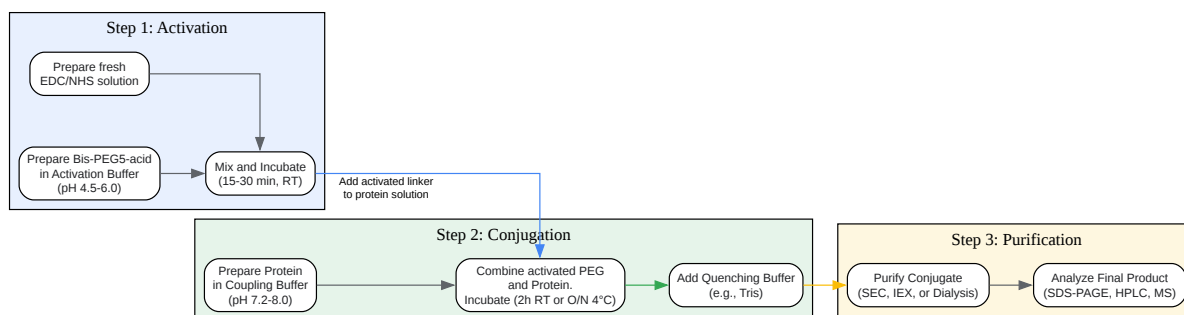 Step 1: Activation
Prepare fresh
EDC/NHS solution
Prepare Bis-PEG5-acid
in Activation Buffer
(pH 4.5-6.0)
Mix and Incubate
(15-30 min, RT)
Add activated linker
to protein solution
Step 2: Conjugation
Prepare Protein
in Coupling Buffer
(pH 7.2-8.0)
Combine activated PEG
and Protein.
Incubate (2h RT or O/N 4°C)
Add Quenching Buffer
(e.g., Tris)
Step 3: Purification
Purify Conjugate
(SEC, IEX, or Dialysis)
Analyze Final Product
(SDS-PAGE, HPLC, MS)